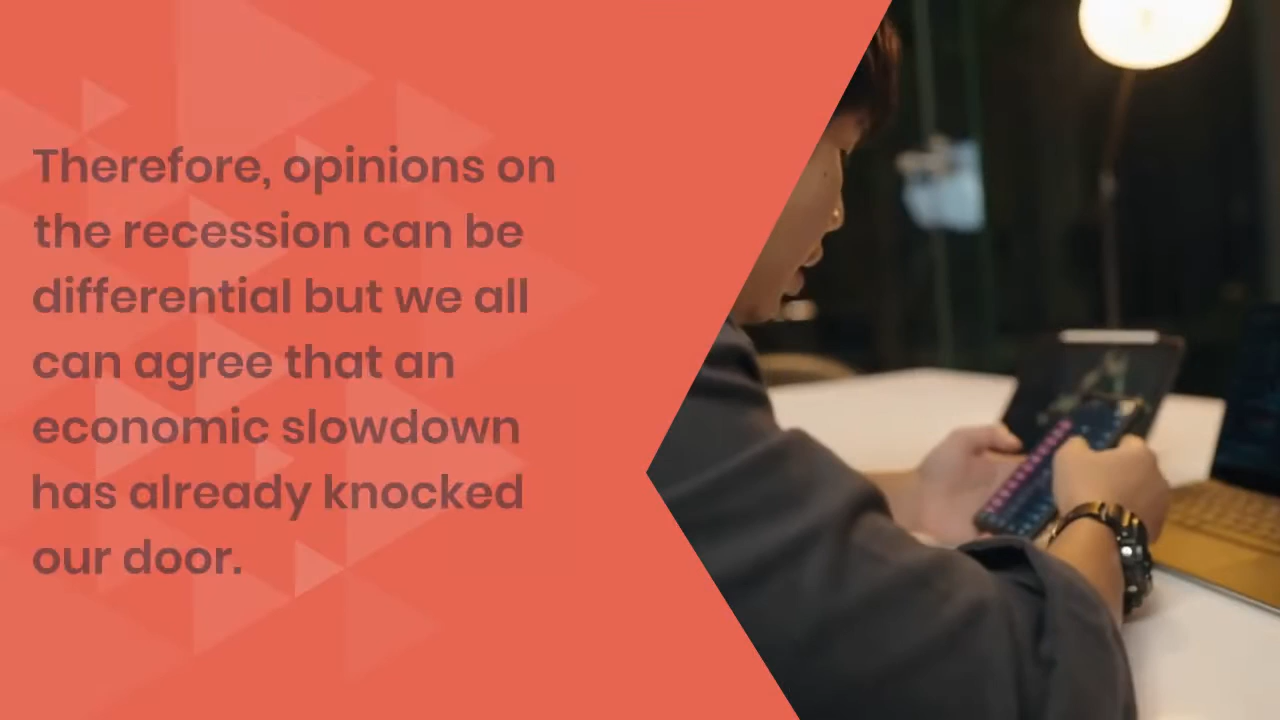 Therefore, opinions on
the recession can be
differential but we all
can agree that an
economic slowdown
has already knocked
our door.